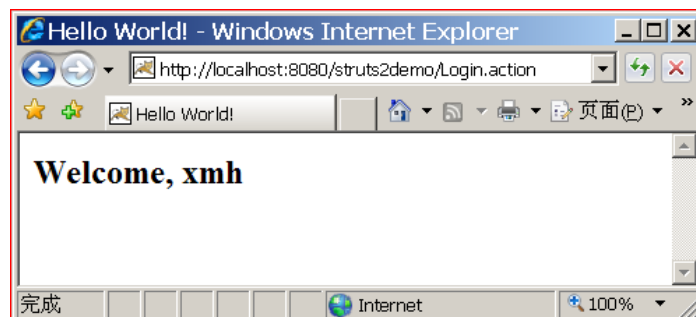 Hello World! - Windows Internet Explorer
http://localhost:8080/struts2demo/Login.action
Hello World!
页面(P)
Welcome, xmh
完成
Internet
100%